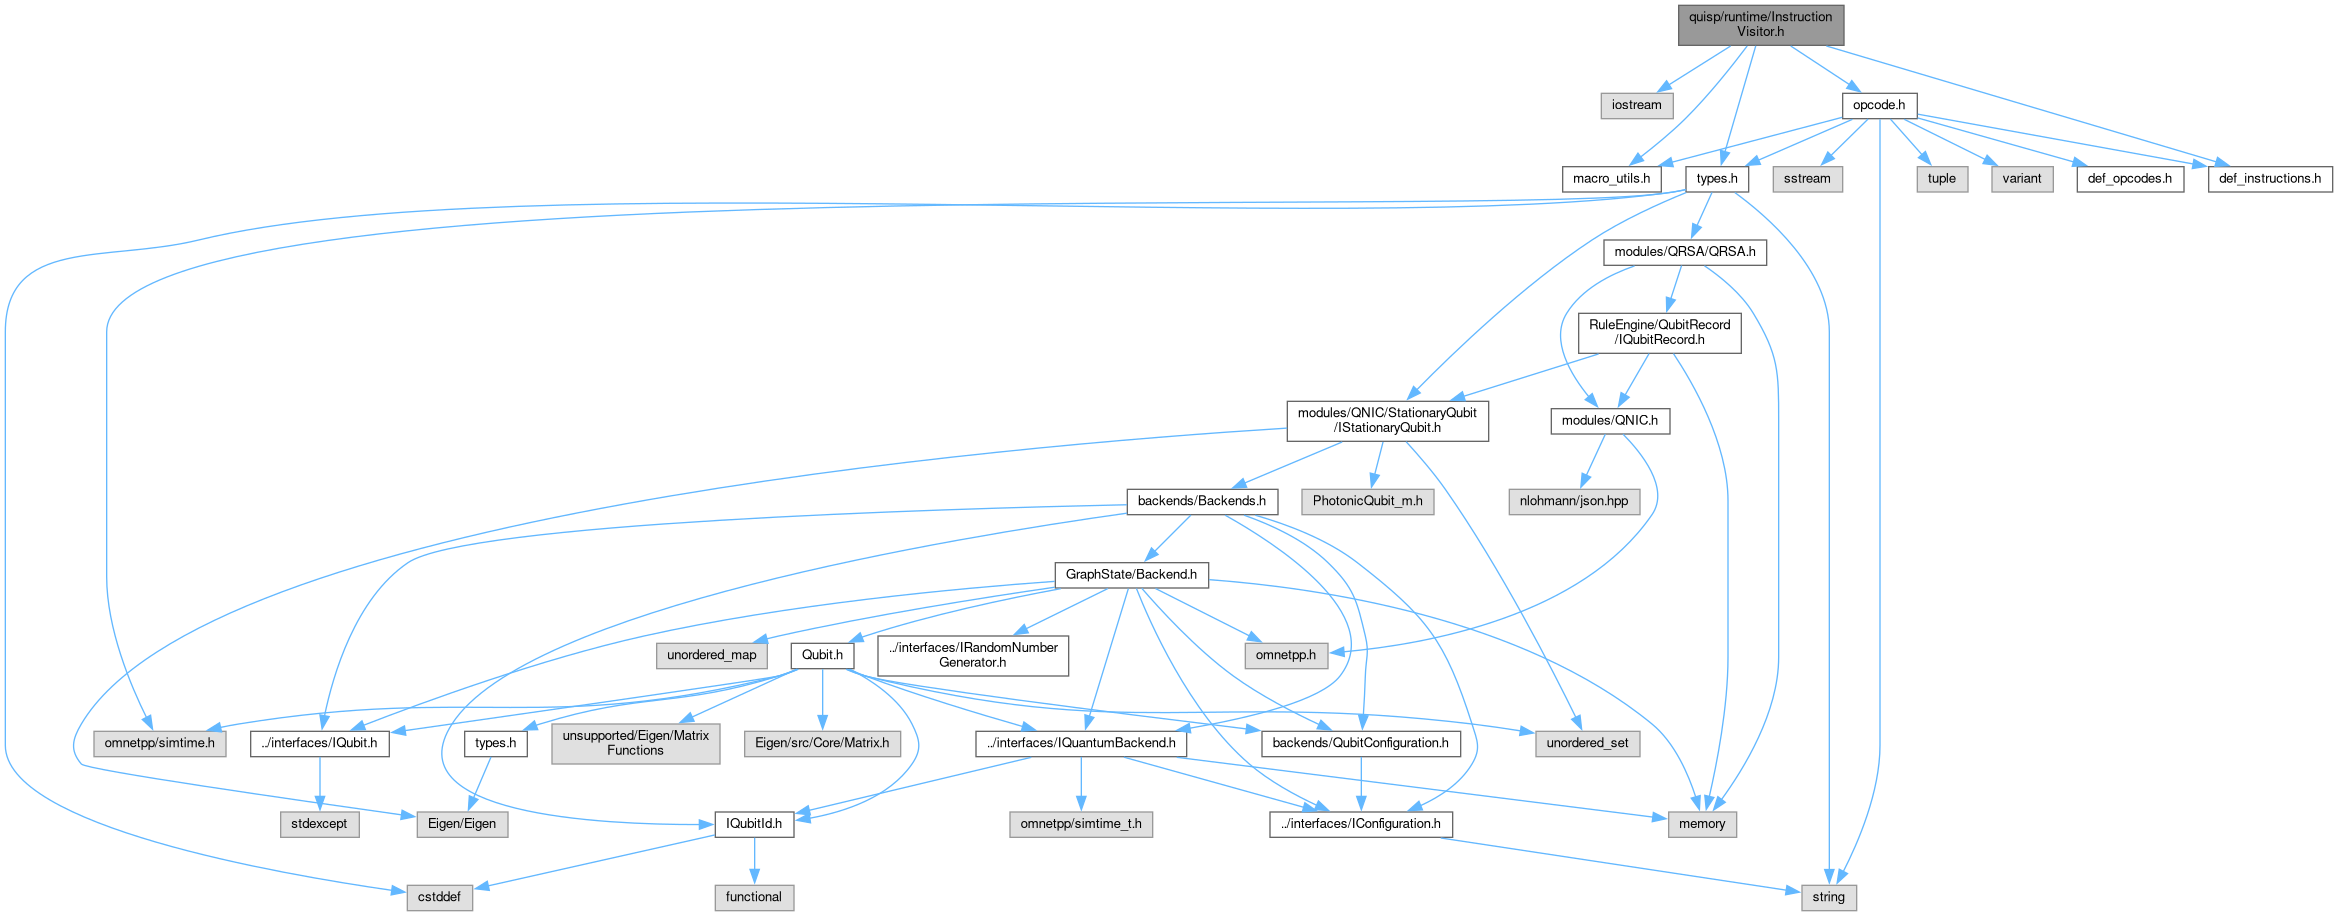 quisp/runtime/Instruction
Visitor.h
iostream
opcode.h
macro_utils.h
types.h
sstream
tuple
variant
def_opcodes.h
def_instructions.h
modules/QRSA/QRSA.h
RuleEngine/QubitRecord
/IQubitRecord.h
modules/QNIC/StationaryQubit
/IStationaryQubit.h
modules/QNIC.h
backends/Backends.h
PhotonicQubit_m.h
nlohmann/json.hpp
GraphState/Backend.h
unordered_map
Qubit.h
../interfaces/IRandomNumber
Generator.h
omnetpp.h
omnetpp/simtime.h
../interfaces/IQubit.h
types.h
unsupported/Eigen/Matrix
Functions
Eigen/src/Core/Matrix.h
../interfaces/IQuantumBackend.h
backends/QubitConfiguration.h
unordered_set
stdexcept
Eigen/Eigen
IQubitId.h
omnetpp/simtime_t.h
../interfaces/IConfiguration.h
memory
cstddef
functional
string